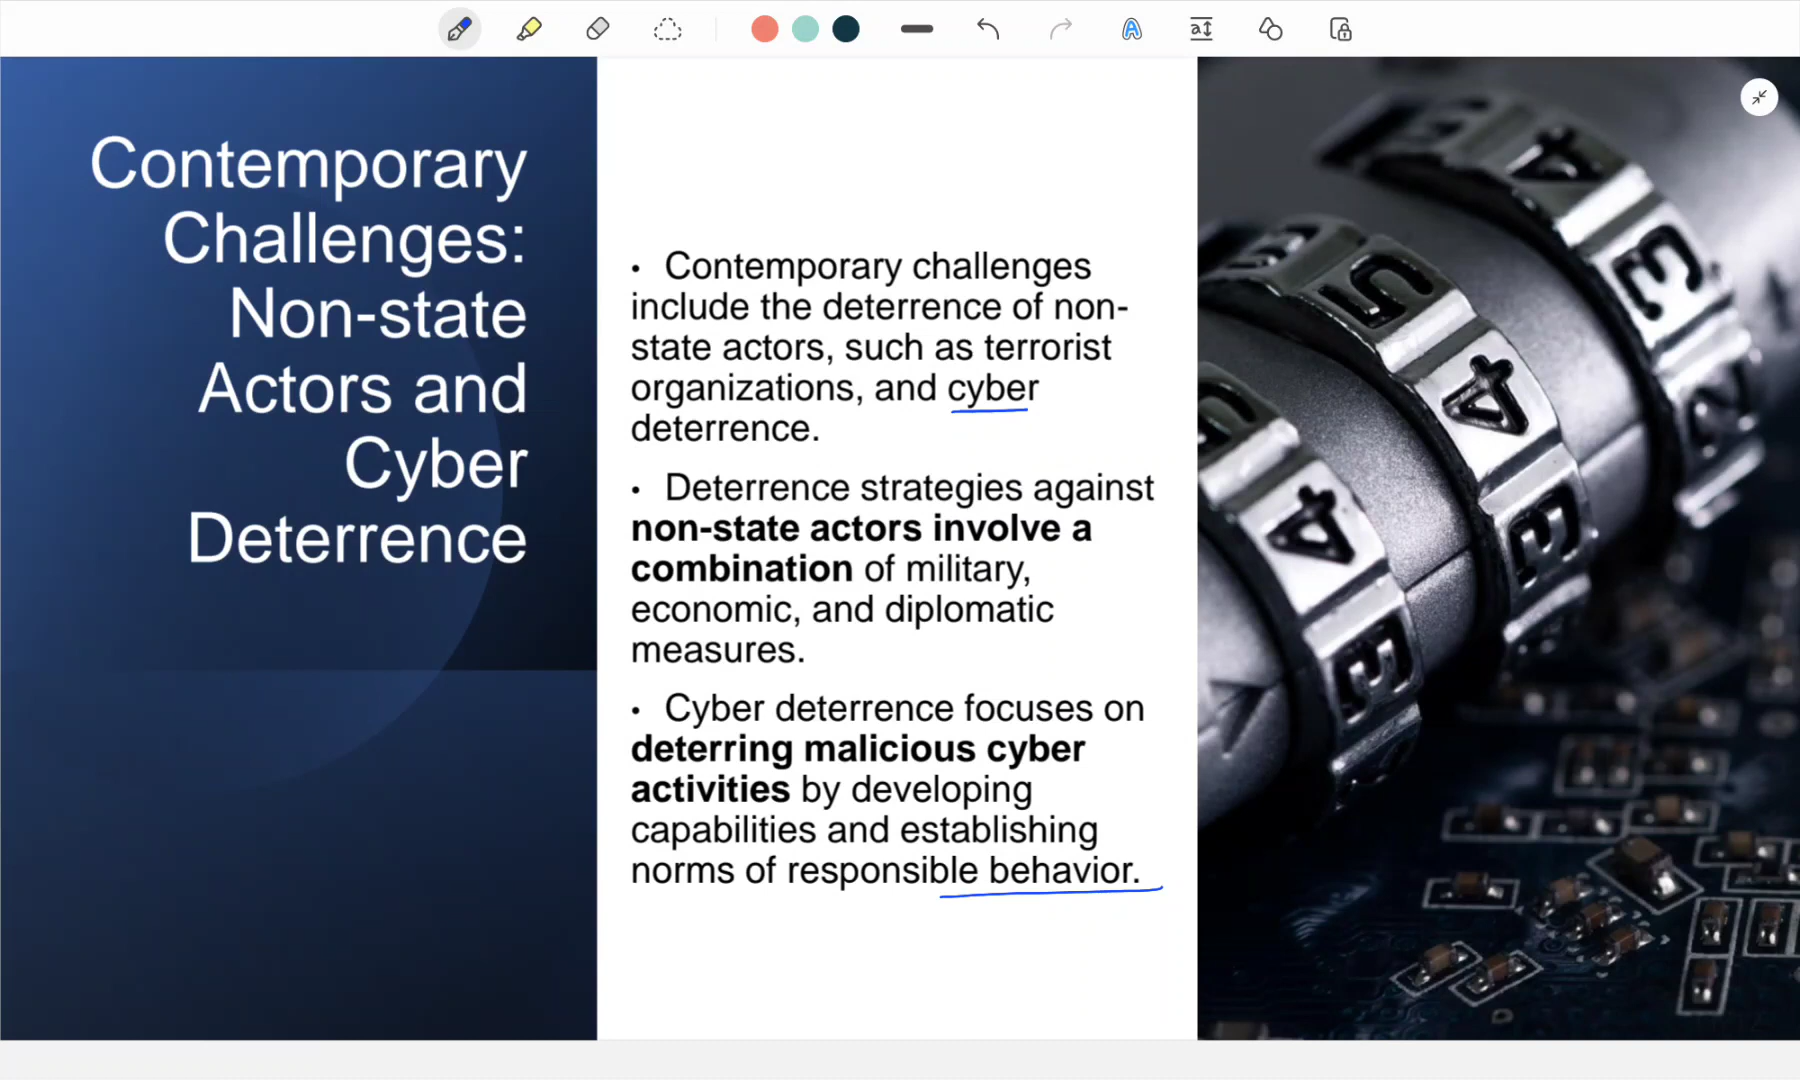 Contemporary
Challenges:
Non-state
Actors and
Cyber
Deterrence
• Contemporary challenges
include the deterrence of non-
state actors, such as terrorist
organizations, and cyber
deterrence.
• Deterrence strategies against
non-state actors involve a
combination of military,
economic, and diplomatic
measures.
• Cyber deterrence focuses on
deterring malicious cyber
activities by developing
capabilities and establishing
norms of responsible behavior.